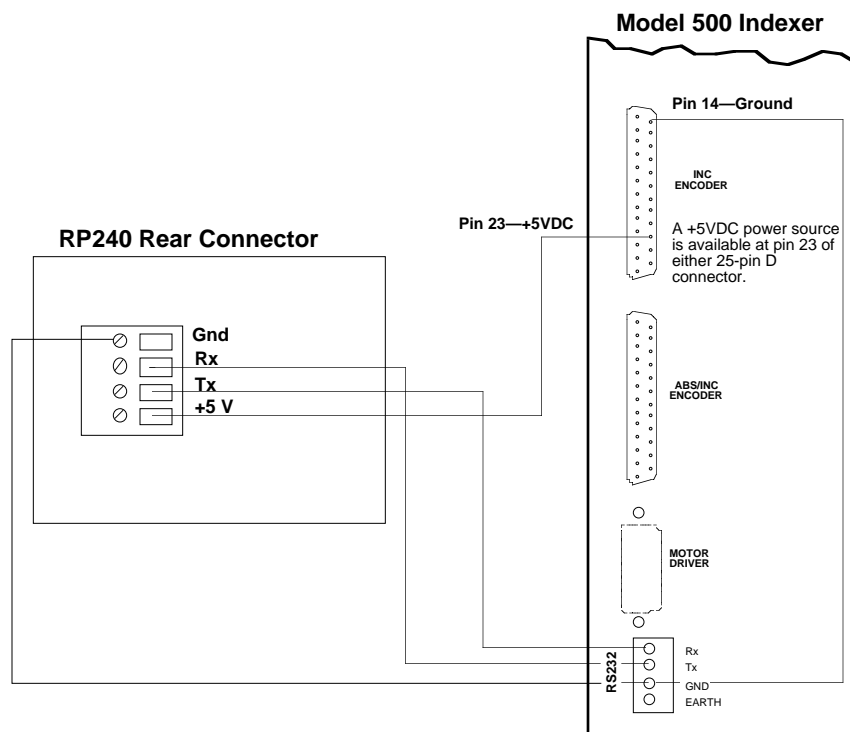 Model 500 Indexer
Pin 14—Ground
INC
ENCODER
Pin 23—+5VDC
A +5VDC power source
is available at pin 23 of
either 25-pin D
connector.
RP240 Rear Connector
Gnd
Rx
Tx
+5 V
ABS/INC
ENCODER
MOTOR
DRIVER
RS232
Rx
Tx
GND
EARTH